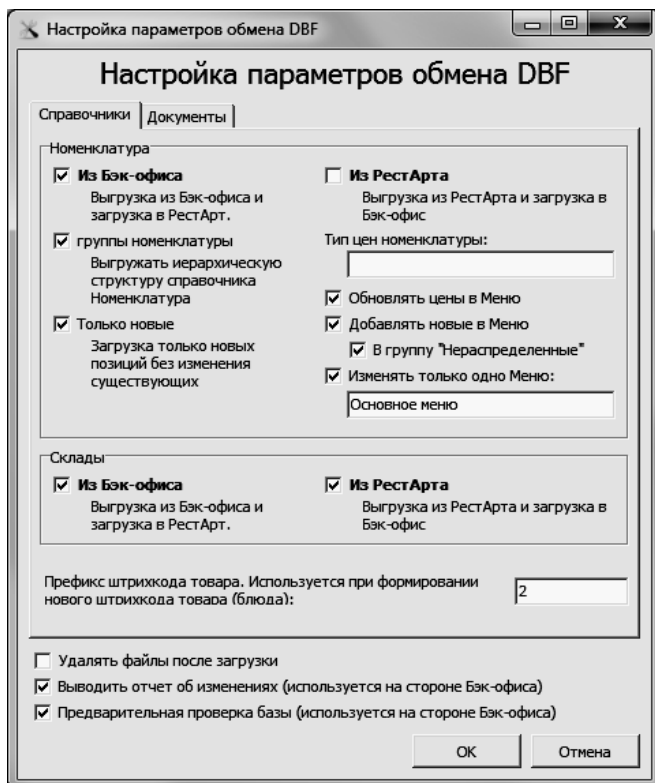 Настройка параметров обмена DBF
Настройка параметров обмена DBF
Справочники
Документы
Номенклатура
Из Бэк-офиса
Выгрузка из Бэк-офиса и
загрузка в РестАрт.
группы номенклатуры
Выгружать иерархическую
структуру справочника
Номенклатура
Только новые
Загрузка только новых
позиций без изменения
существующих
Из РестАрта
Выгрузка из РестАрта и загрузка в
Бэк-офис
Тип цен номенклатуры:
Обновлять цены в Меню
Добавлять новые в Меню
В группу "Нераспределенные"
Изменять только одно Меню:
Основное меню
Склады
Из Бэк-офиса
Выгрузка из Бэк-офиса и
загрузка в РестАрт.
Из РестАрта
Выгрузка из РестАрта и загрузка в
Бэк-офис
Префикс штрихкода товара. Используется при формировании
нового штрихкода товара (блюда):
2
Удалять файлы после загрузки
Выводить отчет об изменениях (используется на стороне Бэк-офиса)
Предварительная проверка базы (используется на стороне Бэк-офиса)
ОК
Отмена